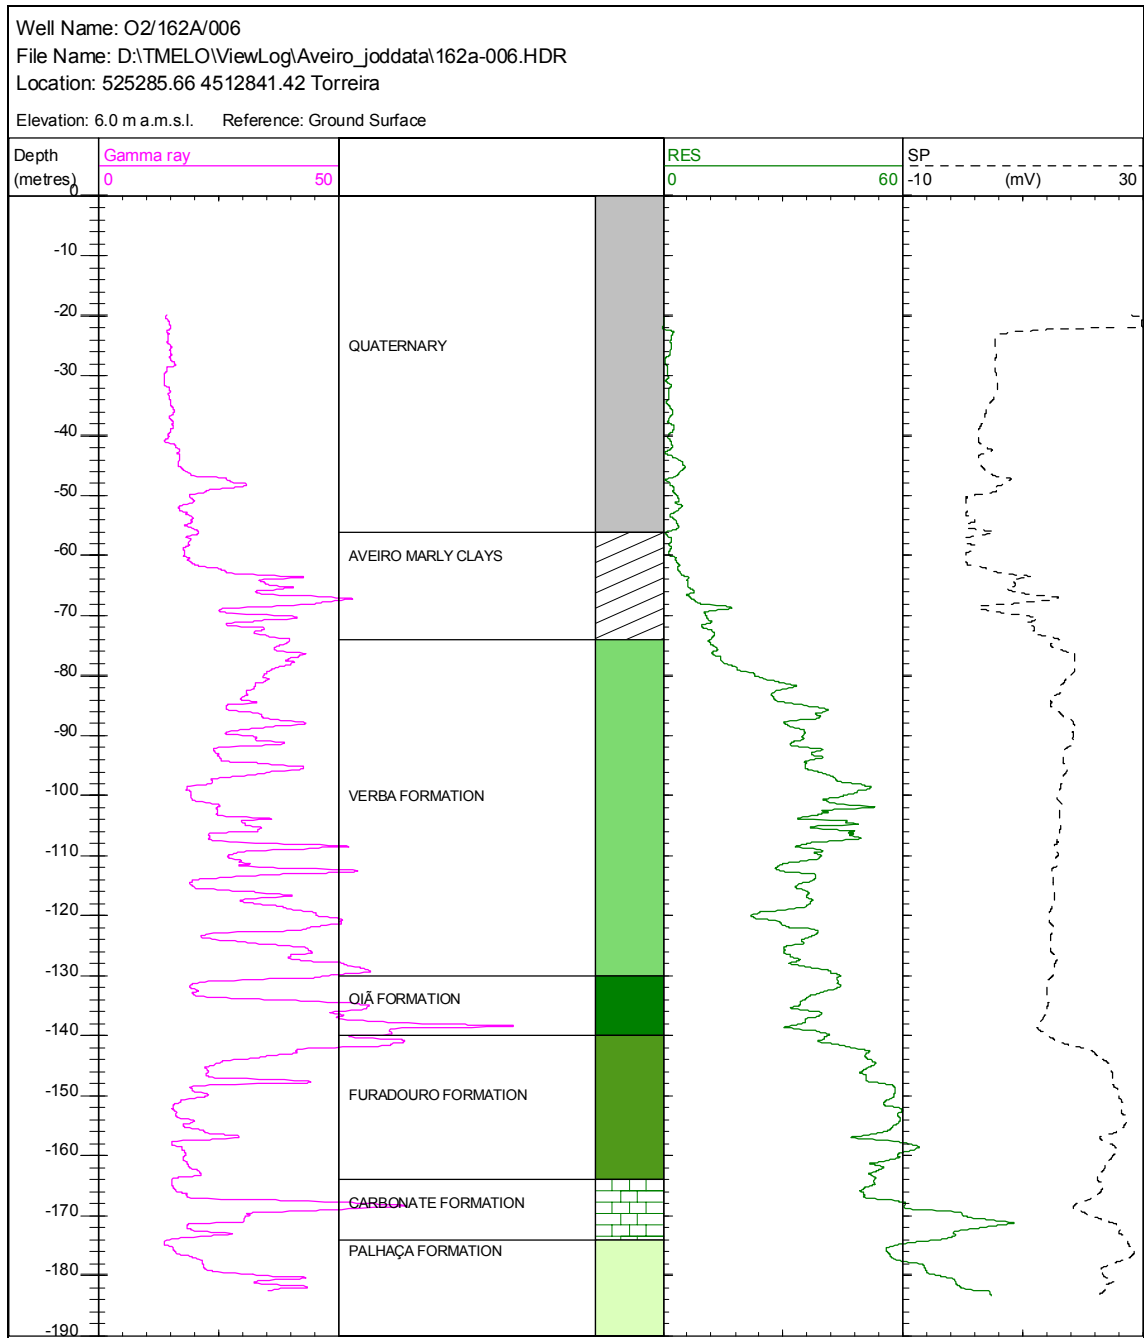 Well Name: O2/162A/006
File Name: D:\TMELO\ViewLog\Aveiro_joddata\162a-006.HDR
Location: 525285.66 4512841.42 Torreira
Elevation: 6.0 m a.m.s.l. Reference: Ground Surface
Depth Gamma ray RES SP
(metres) 0 50 0 60 -10 (mV) 30
0
-10
-20
QUATERNARY
-30
-40
-50
AVEIRO MARLY CLAYS
-60
-70
-80
-90
VERBA FORMATION
-100
-110
-120
-130
OIÃ FORMATION
-140
FURADOURO FORMATION
-150
-160
CARBONATE FORMATION
-170
PALHAÇA FORMATION
-180
-190